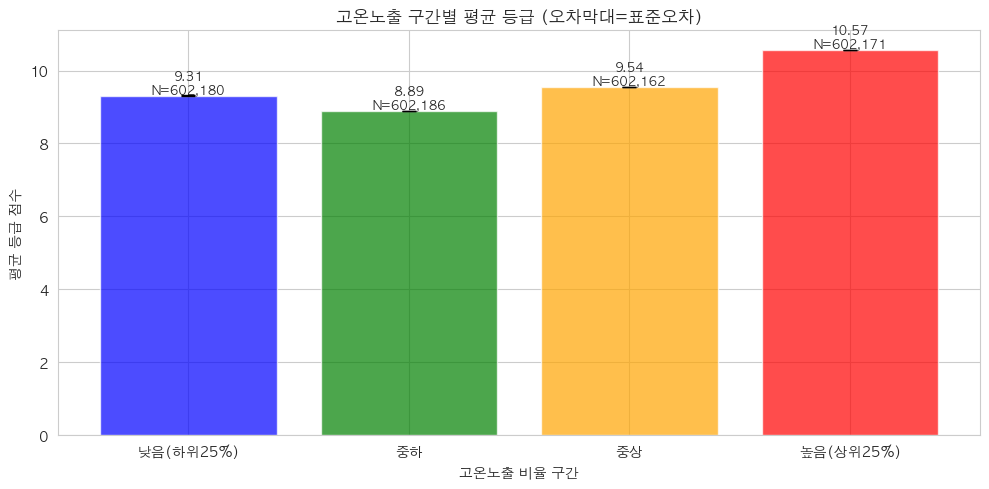 고온노출 구간별 평균 등급 (오차막대=표준오차)
평균 등급 점수
10
8
6
4
2
0
9.31
N=602,180
8.89
N=602,186
9.54
N=602,162
10.57
N=602,171
낮음(하위25%)
중하
중상
높음(상위25%)
고온노출 비율 구간